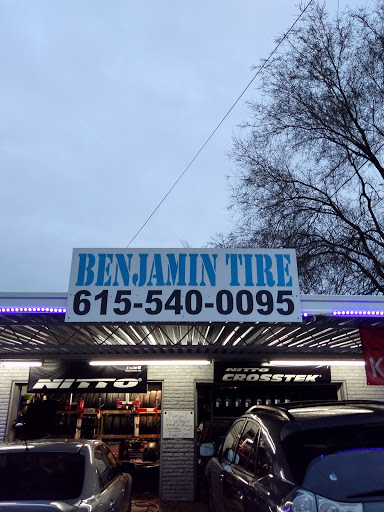 BENJAMIN TIRE
615-540-0095
NITTO
NITTO
CROSSTEK
K